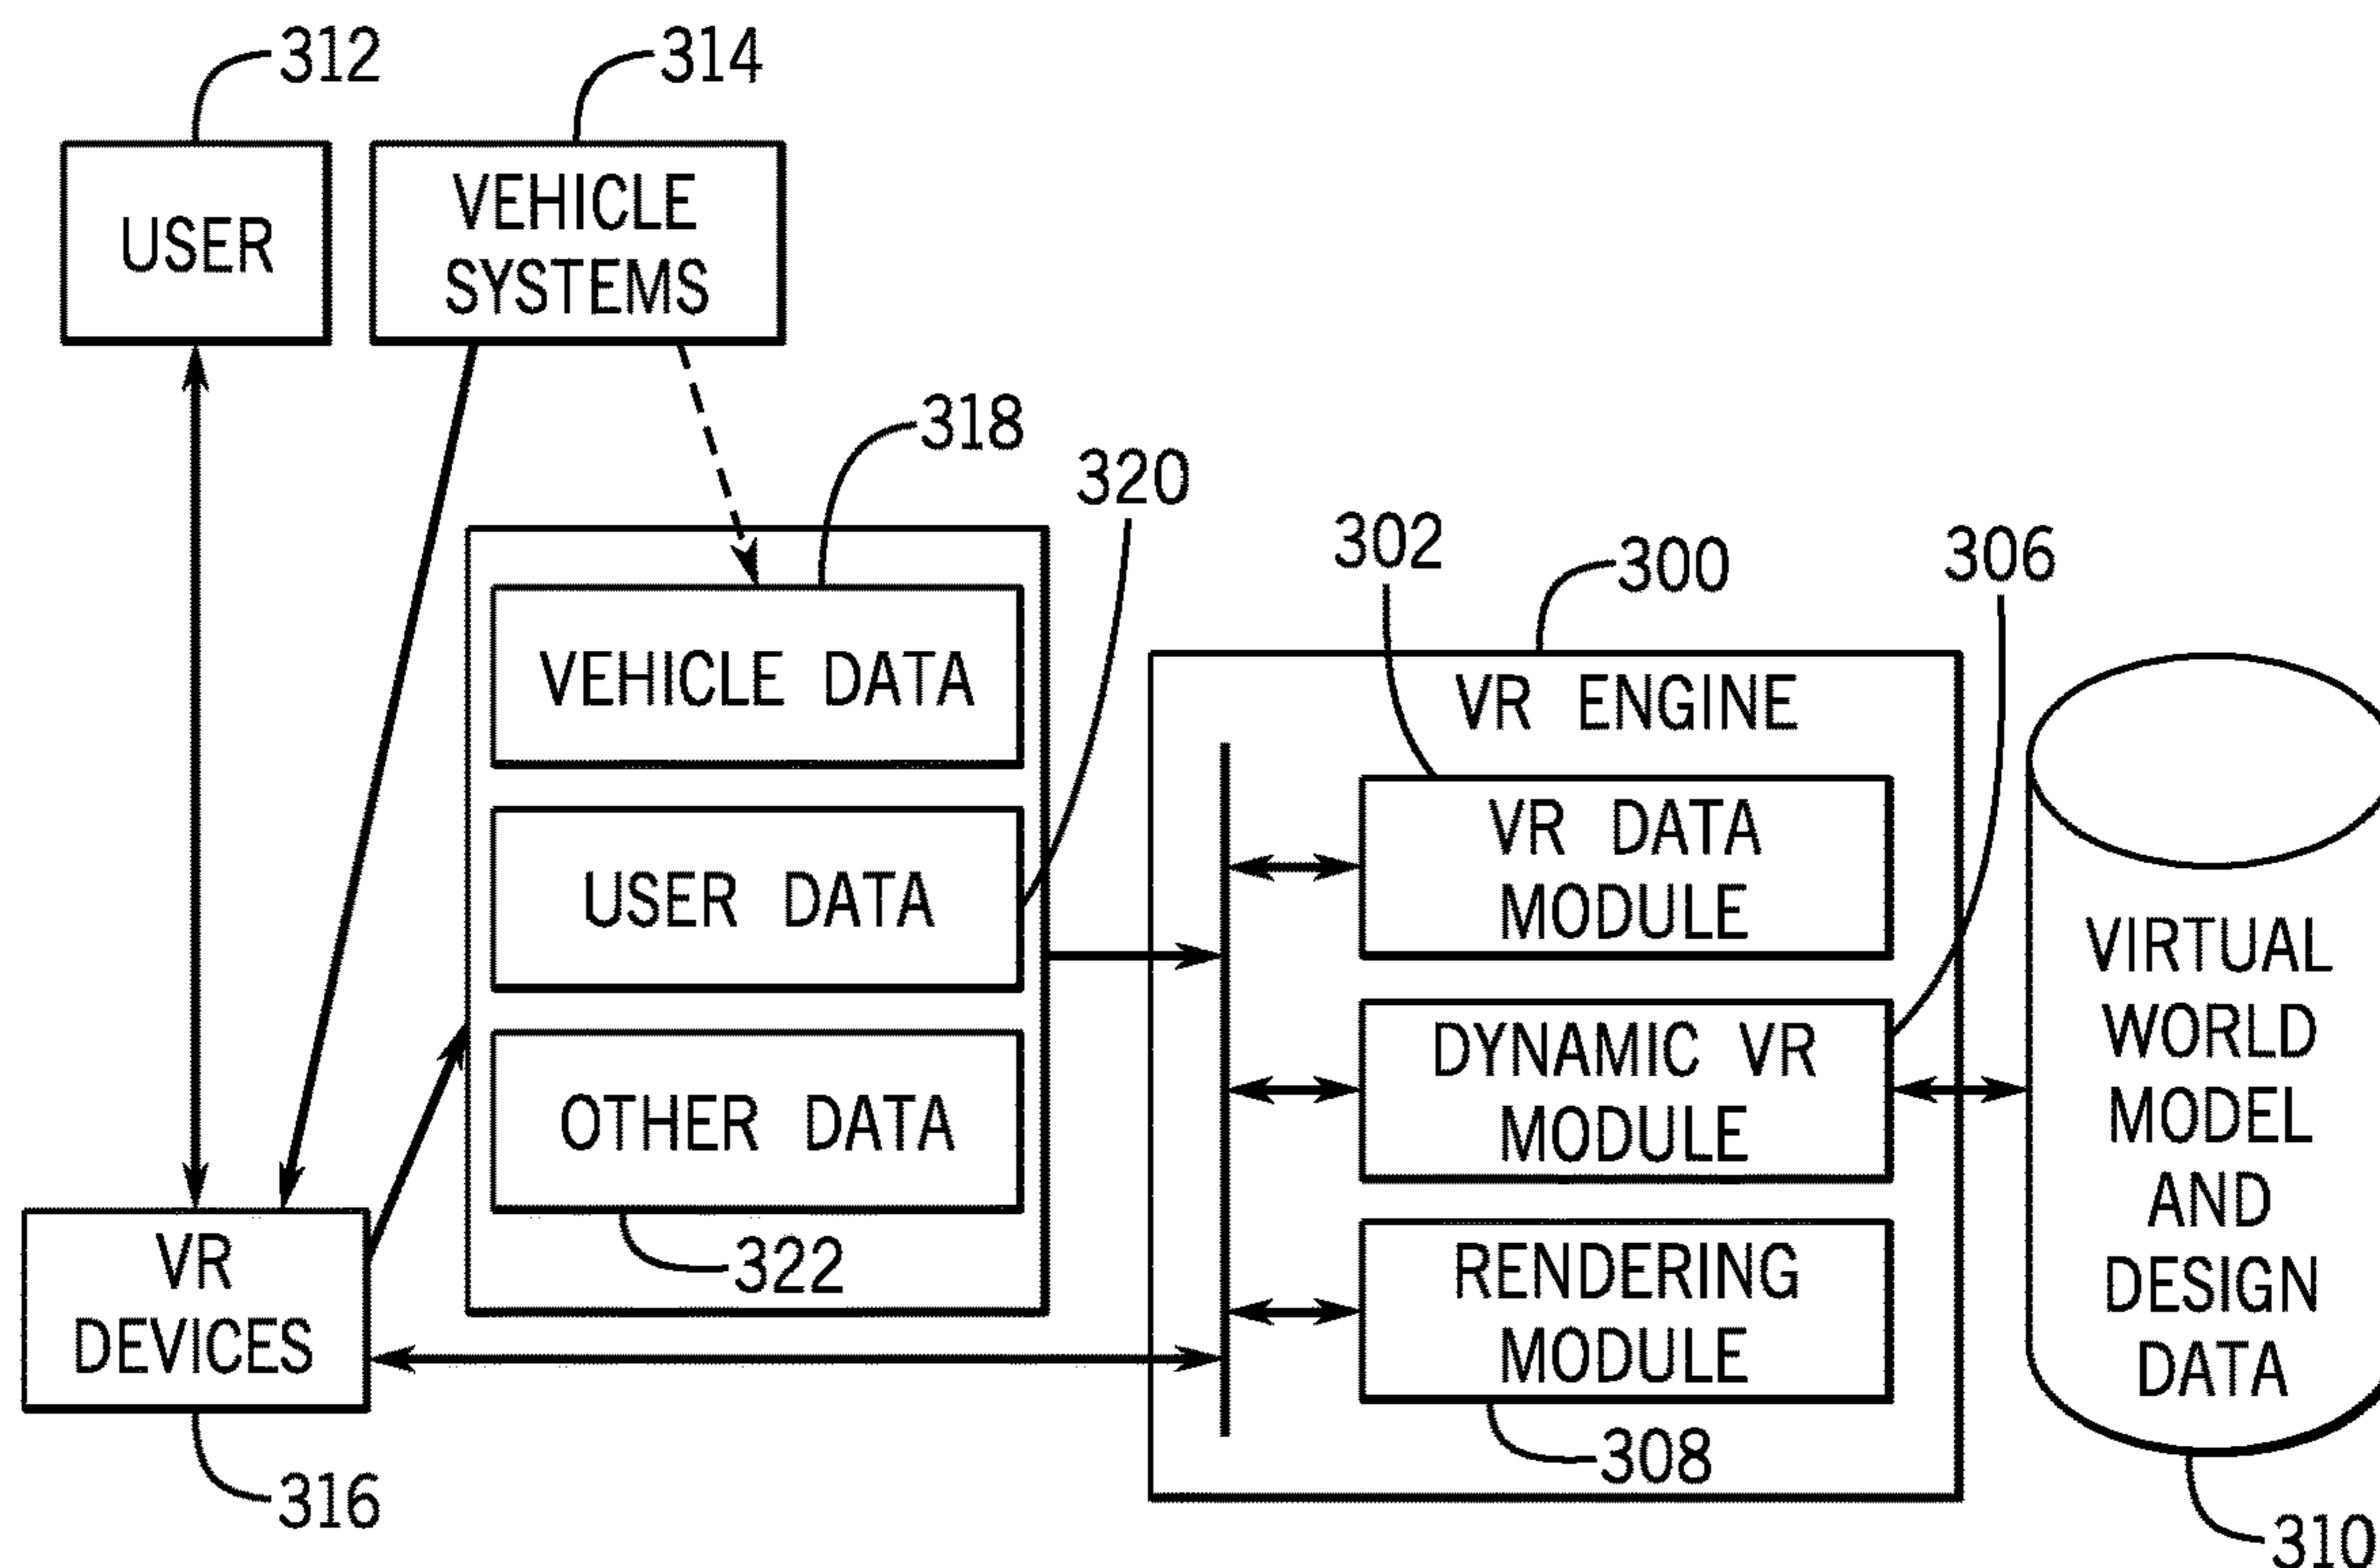 312
314
USER
VEHICLE
SYSTEMS
318
320
302
300
306
VEHICLE DATA
USER DATA
OTHER DATA
322
VR ENGINE
VR DATA
MODULE
DYNAMIC VR
MODULE
RENDERING
MODULE
308
VIRTUAL
WORLD
MODEL
AND
DESIGN
DATA
310
VR
DEVICES
316